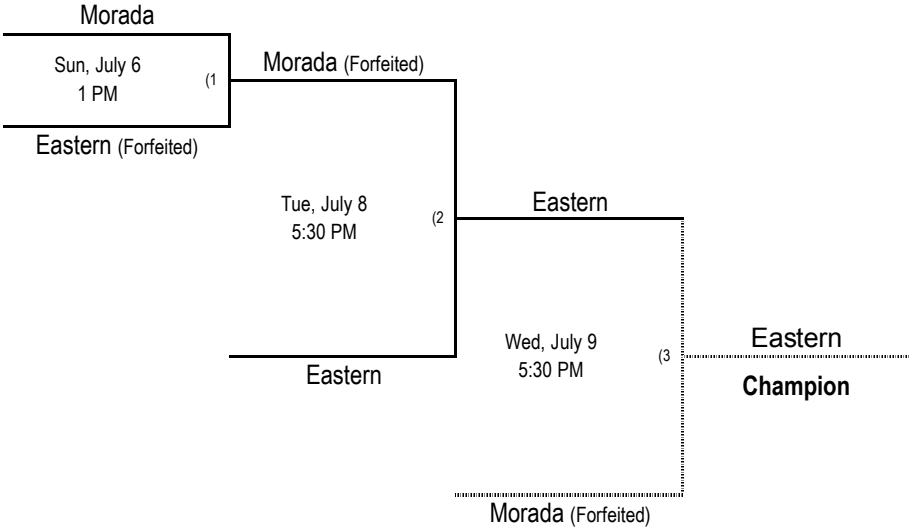 Morada
Sun, July 6
1 PM
(1
Eastern (Forfeited)
Morada (Forfeited)
Tue, July 8
5:30 PM
(2
Eastern
Eastern
Wed, July 9
5:30 PM
(3
Morada (Forfeited)
Eastern
Champion